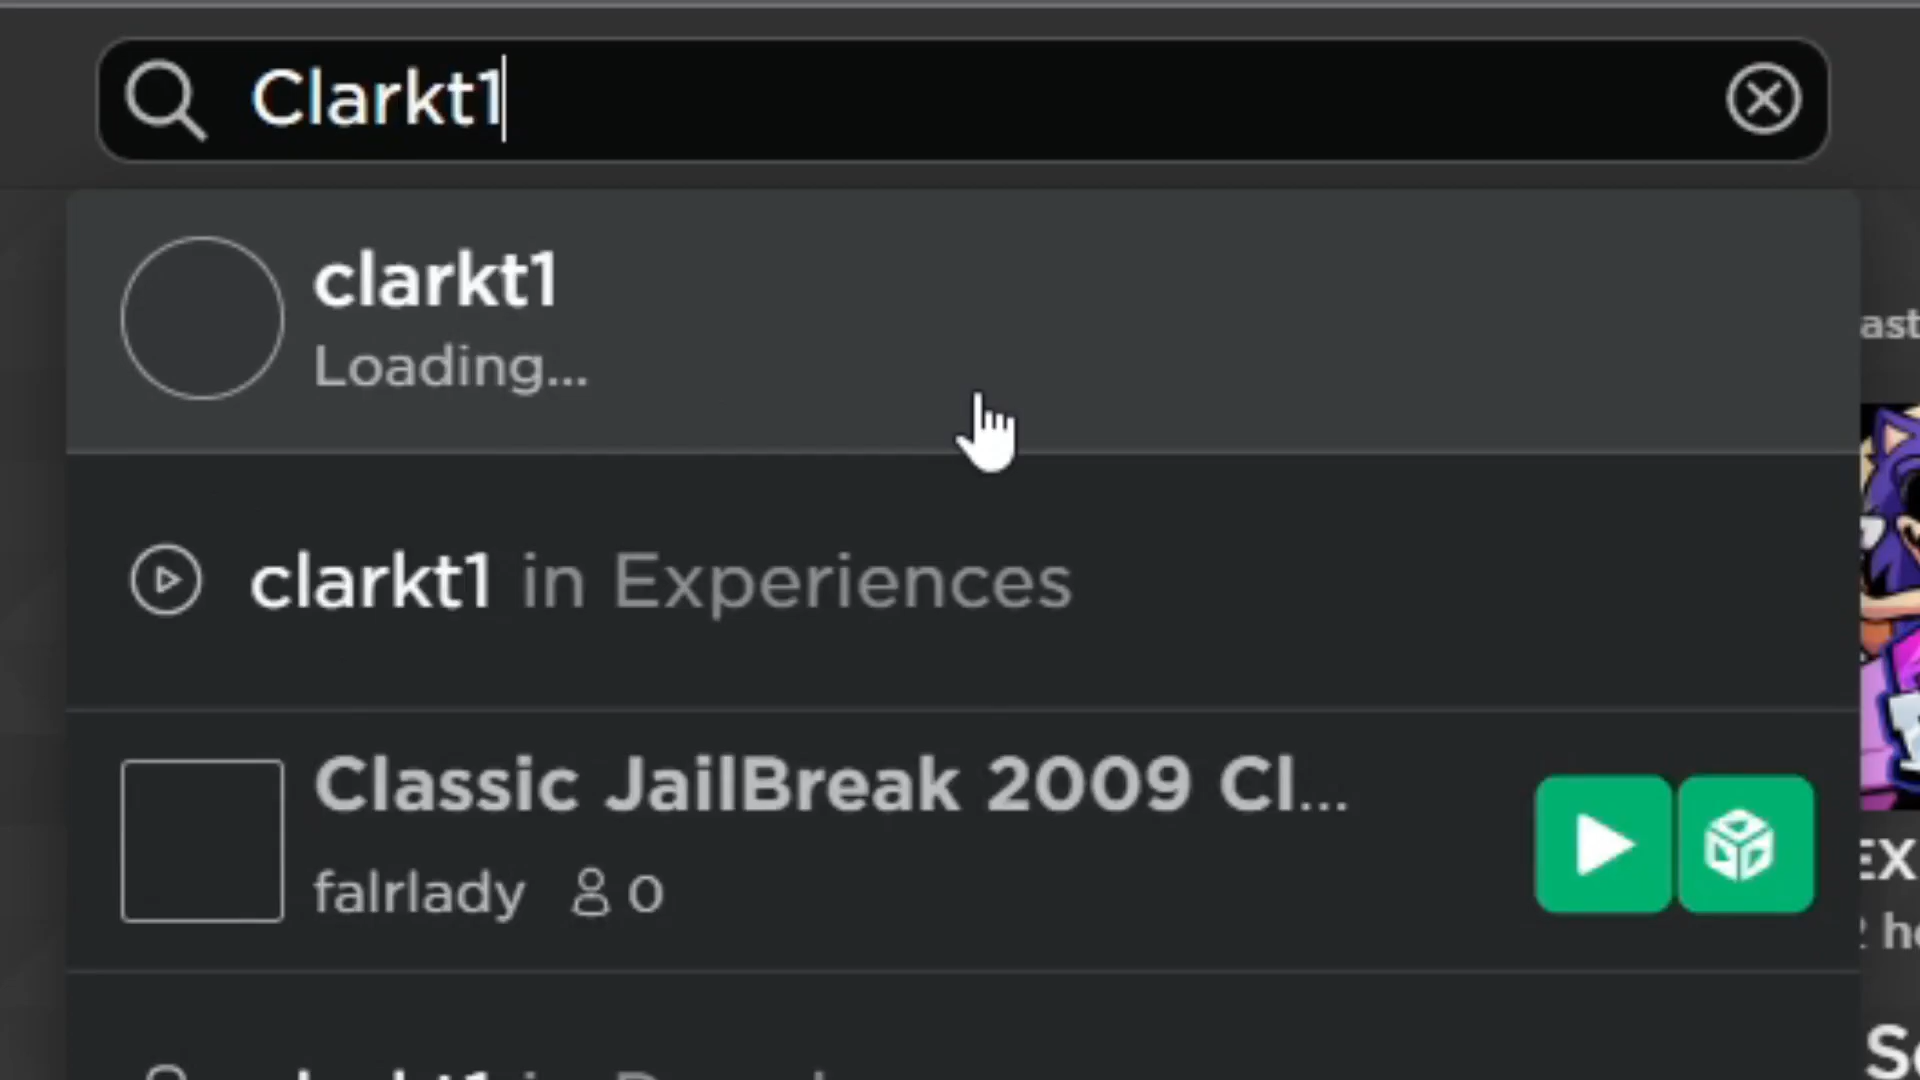 Clarkt1
clarkt1
Loading...
ast
clarkt1 in Experiences
Classic JailBreak 2009 Cl...
falrlady 0
EX